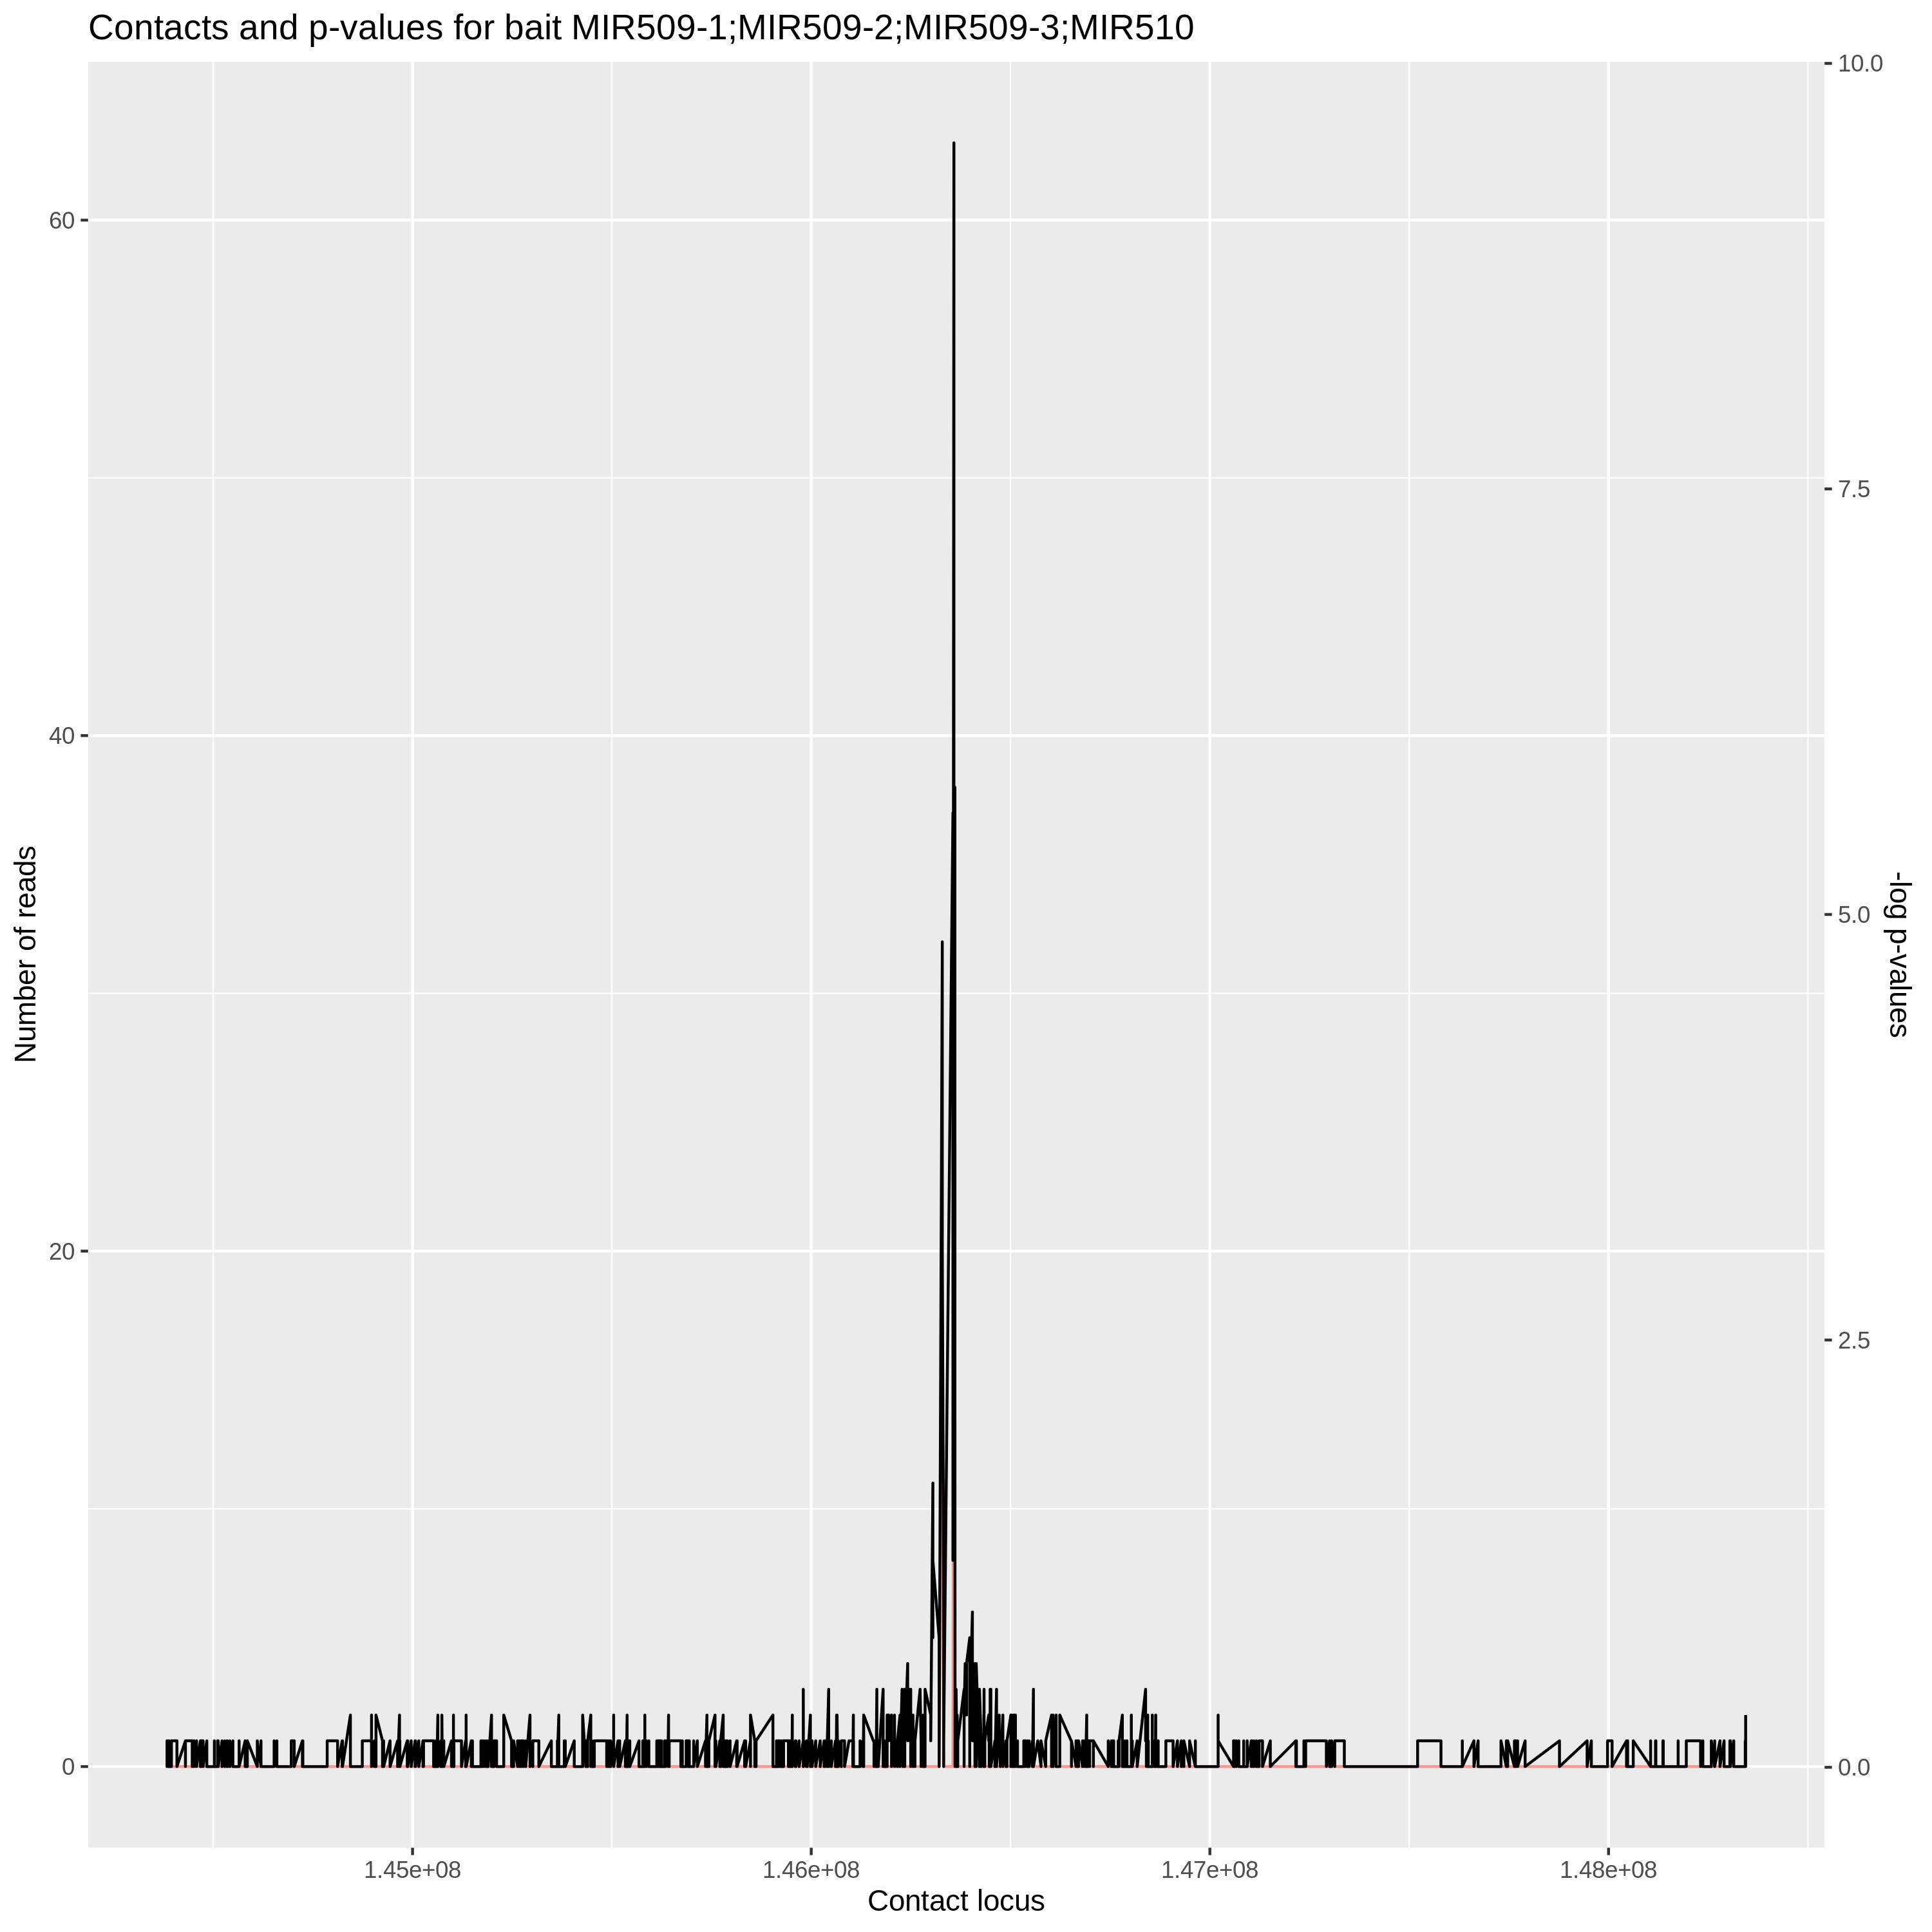 Contacts and p-values for bait MIR509-1;MIR509-2;MIR509-3;MIR510
10.0
60
7.5
40
5.0
Number of reads
-log p-values
20
2.5
0
0.0
1.45e+08
1.46e+08
1.47e+08
1.48e+08
Contact locus